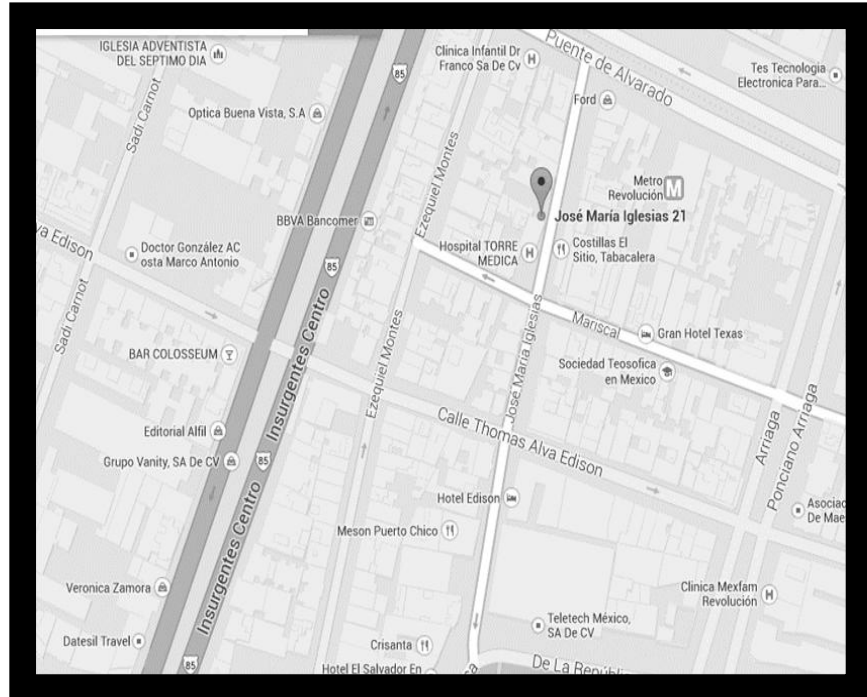 IGLESIA ADVENTISTA
DEL SEPTIMO DIA
Clinica Infantil Dr
Franco Sa De Cv
Puente de Alvarado
Tes Tecnologia
Electronica Para...
85
Ford
Optica Buena Vista, S.A
Sadi Carnot
Ezequiel Montes
Metro
Revolución
M
José María Iglesias 21
BBVA Bancomer
Hospital TORRE
MEDICA
Costillas El
Sitio, Tabacalera
Alva Edison
Doctor González AC
osta Marco Antonio
85
Sadi Carnot
Insurgentes Centro
José María Iglesias
Mariscal
Gran Hotel Texas
BAR COLOSSEUM
Ezequiel Montes
Sociedad Teosofica
en Mexico
Calle Thomas Alva Edison
Arriaga
Ponciano Arriaga
Editorial Alfil
Grupo Vanity, SA De CV
85
Hotel Edison
Asociac
De Mae
Meson Puerto Chico
Insurgentes Centro
Veronica Zamora
Clinica Mexfam
Revolución
Teletech México,
SA De CV
Datesil Travel
Crisanta
85
Hotel El Salvador En
De La Repúbli